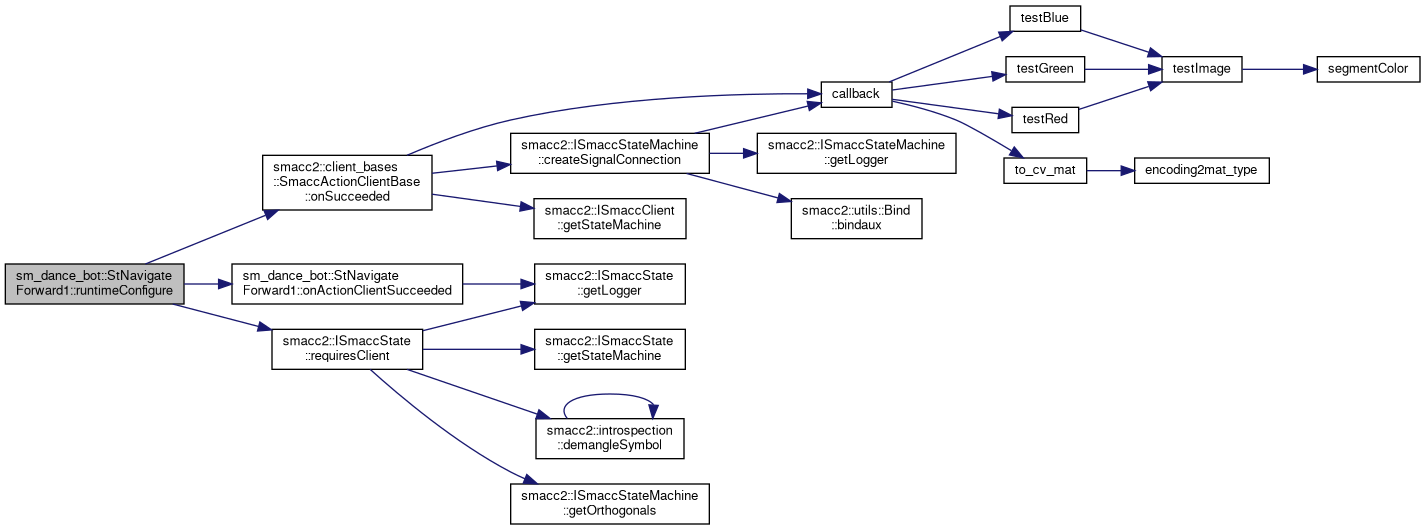 sm_dance_bot::StNavigate
Forward1::runtimeConfigure
smacc2::client_bases
::SmaccActionClientBase
::onSucceeded
sm_dance_bot::StNavigate
Forward1::onActionClientSucceeded
smacc2::ISmaccState
::requiresClient
smacc2::ISmaccStateMachine
::createSignalConnection
smacc2::ISmaccClient
::getStateMachine
smacc2::ISmaccState
::getLogger
smacc2::ISmaccState
::getStateMachine
smacc2::introspection
::demangleSymbol
smacc2::ISmaccStateMachine
::getOrthogonals
callback
smacc2::ISmaccStateMachine
::getLogger
smacc2::utils::Bind
::bindaux
testBlue
testGreen
testRed
to_cv_mat
testImage
encoding2mat_type
segmentColor